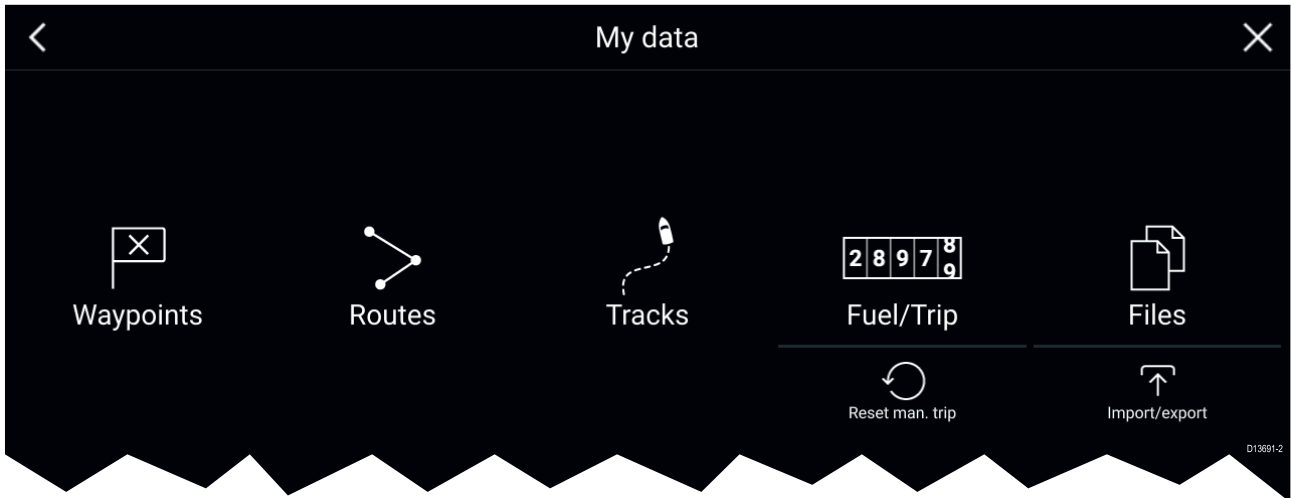 My data
2 8 9 7 8
9
Waypoints
Routes
Tracks
Fuel/Trip
Files
Reset man. trip
Import/export
D13691-2